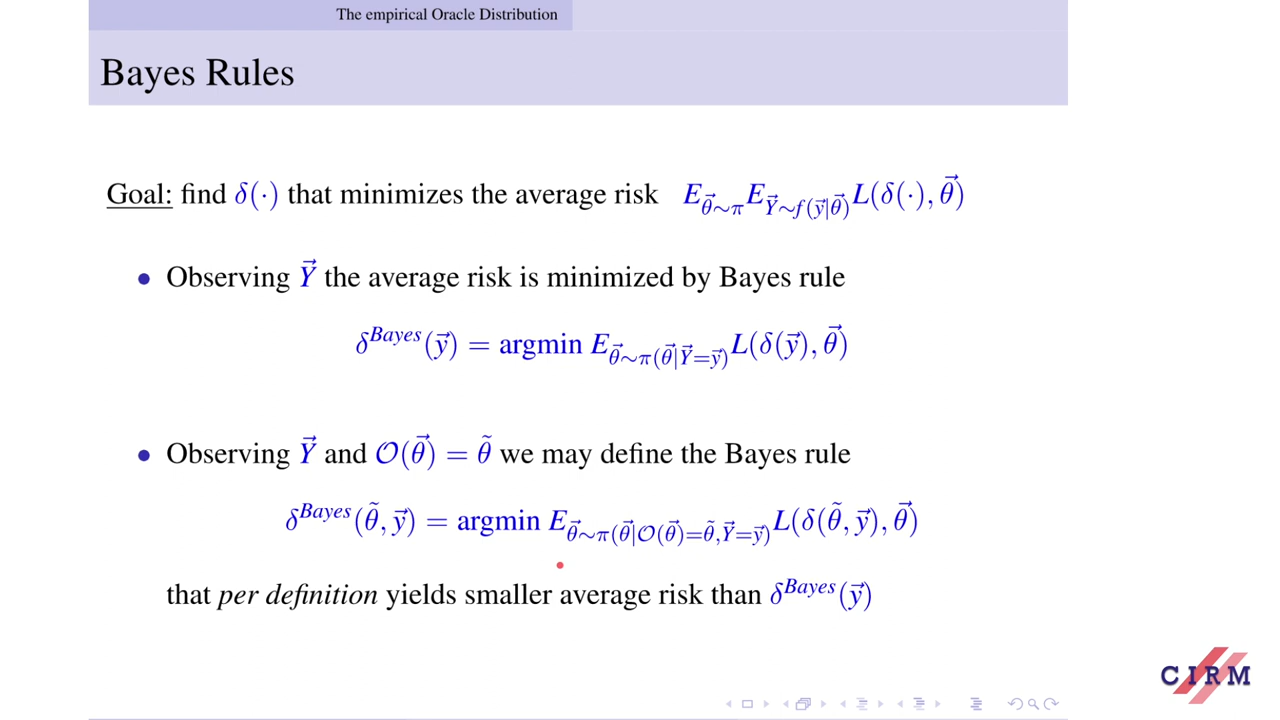 The empirical Oracle Distribution
Bayes Rules
Goal: find δ(·) that minimizes the average risk E_{θ⃗∼π} E_{Y⃗∼f(y⃗|θ⃗)} L(δ(·), θ⃗)
• Observing Y⃗ the average risk is minimized by Bayes rule
δ^{Bayes}(y⃗) = argmin E_{θ⃗∼π(θ⃗|Y⃗=y⃗)} L(δ(y⃗), θ⃗)
• Observing Y⃗ and 𝒪(θ⃗) = θ̃ we may define the Bayes rule
δ^{Bayes}(θ̃, y⃗) = argmin E_{θ⃗∼π(θ⃗|𝒪(θ⃗)=θ̃,Y⃗=y⃗)} L(δ(θ̃, y⃗), θ⃗)
that per definition yields smaller average risk than δ^{Bayes}(y⃗)
CIRM